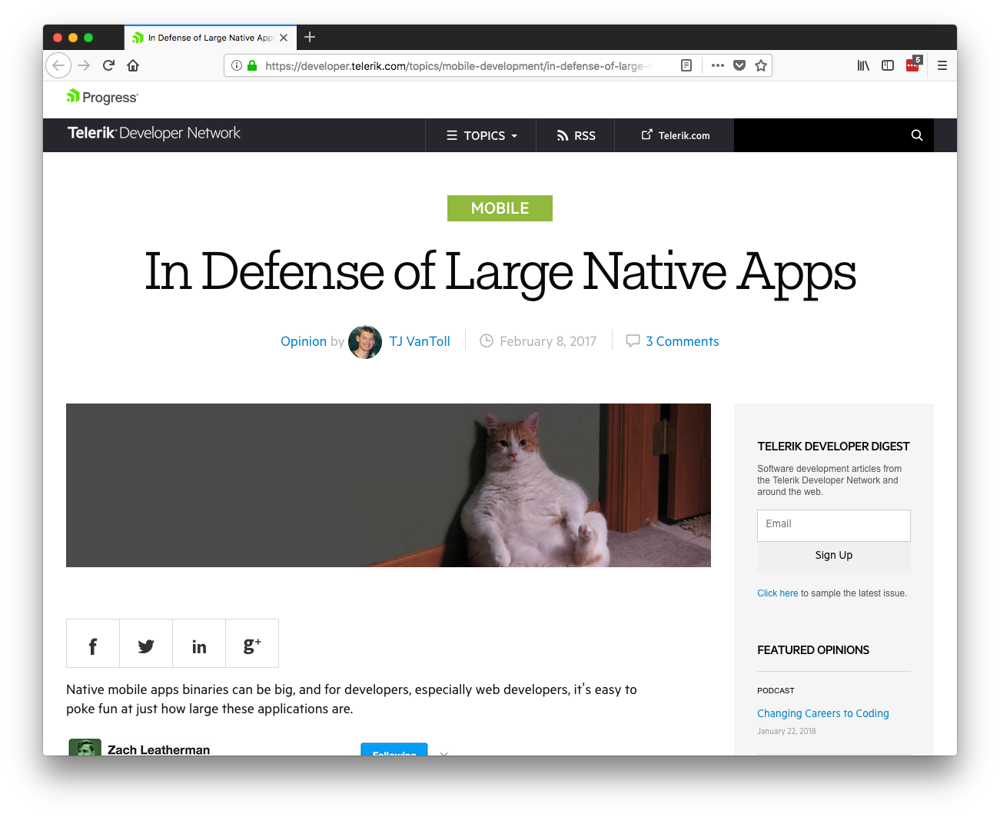 In Defense of Large Native App
https://developer.telerik.com/topics/mobile-development/in-defense-of-large-
5
Progress
Telerik Developer Network
TOPICS
RSS
Telerik.com
MOBILE
In Defense of Large Native Apps
Opinion by TJ VanToll
February 8, 2017
3 Comments
TELERIK DEVELOPER DIGEST
Software development articles from
the Telerik Developer Network and
around the web.
Email
Sign Up
Click here to sample the latest issue.
f
in
g+
Native mobile apps binaries can be big, and for developers, especially web developers, it’s easy to
poke fun at just how large these applications are.
Zach Leatherman
Following
FEATURED OPINIONS
PODCAST
Changing Careers to Coding
January 22, 2018